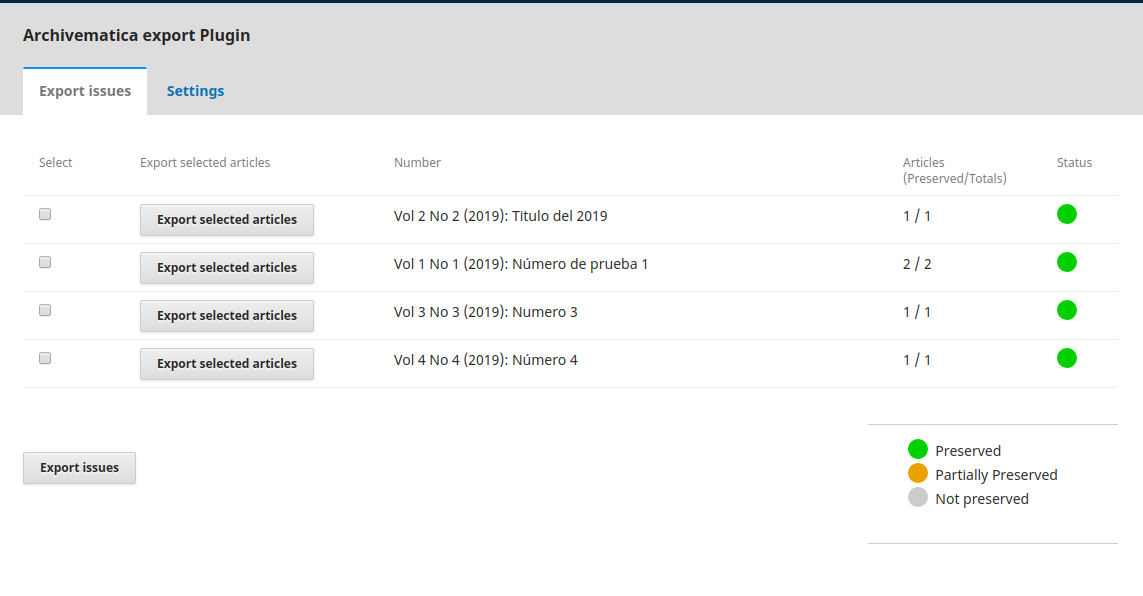 Archivematica export Plugin
Export issues
Settings
Select
Export selected articles
Number
Articles
(Preserved/Totals)
Status
Export selected articles
Vol 2 No 2 (2019): Titulo del 2019
1 / 1
Export selected articles
Vol 1 No 1 (2019): Número de prueba 1
2 / 2
Export selected articles
Vol 3 No 3 (2019): Numero 3
1 / 1
Export selected articles
Vol 4 No 4 (2019): Número 4
1 / 1
Export issues
Preserved
Partially Preserved
Not preserved